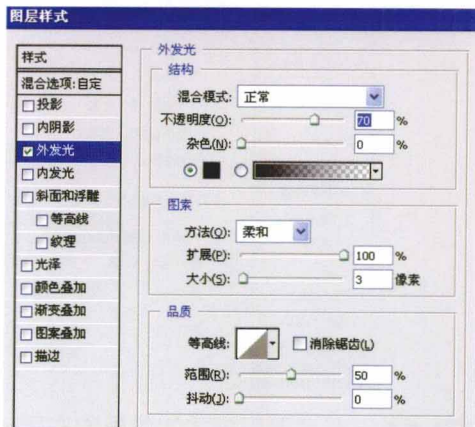 图层样式
样式
混合选项:自定
投影
内阴影
外发光
内发光
斜面和浮雕
等高线
纹理
光泽
颜色叠加
渐变叠加
图案叠加
描边
外发光
结构
混合模式: 正常
不透明度(O): 70 %
杂色(N): 0 %
图素
方法(Q): 柔和
扩展(P): 100 %
大小(S): 3 像素
品质
等高线: 消除锯齿(L)
范围(R): 50 %
抖动(J): 0 %